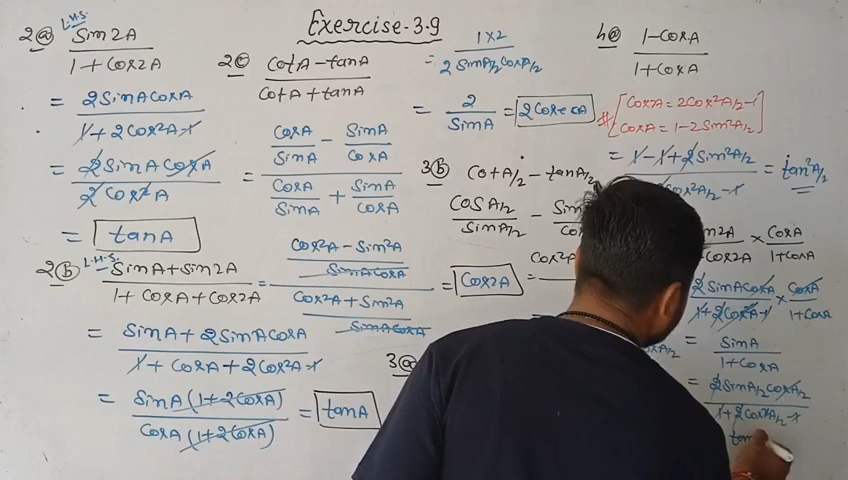 Exercise-3.9
2(a) L.H.S. Sin2A / 1+Cos2A
= 2SinACosA / 1+2Cos²A-1
= 2SinACosA / 2Cos²A
= tanA
2(b) L.H.S. = SinA+Sin2A / 1+CosA+Cos2A
= SinA+2SinACosA / 1+CosA+2Cos²A-1
= SinA(1+2CosA) / CosA(1+2CosA) = tanA
2(c) CotA-tanA / CotA+tanA
= CosA/SinA - SinA/CosA / CosA/SinA + SinA/CosA
= Cos²A-Sin²A / SinACosA / Cos²A+Sin²A / SinACosA = Cos2A
3(a)
= 1×2 / 2SinA/2CosA/2
= 2 / SinA = 2CosecA
3(b) CotA/2 - tanA/2
CosA/2 / SinA/2 -
=
4(a) 1-CosA / 1+CosA
* [CosA=2Cos²A/2-1
CosA=1-2Sin²A/2]
= 1-1+2Sin²A/2 / -1 = tan²A/2
× CosA / 1+CosA
2SinACosA / 1+2Cos²A-1 × CosA / 1+CosA
= SinA / 1+CosA
= 2SinA/2CosA/2 / 1+2Cos²A/2-1
tan